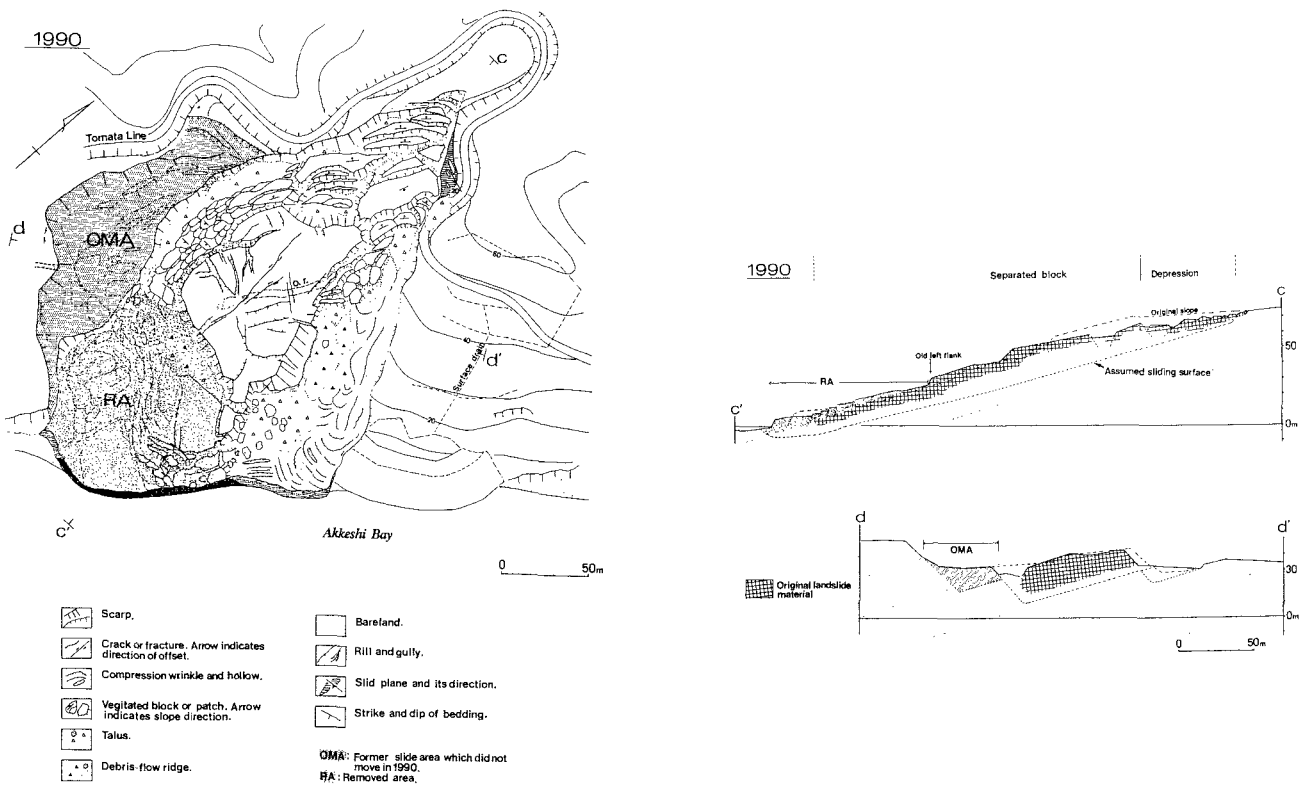 1990
C
Tomata Line
d
OMA
60
o.f.
45
Surface drain
d'
RA
20
C'
Akkeshi Bay
0 50m
Scarp.
Crack or fracture. Arrow indicates
direction of offset.
Compression wrinkle and hollow.
Vegitated block or patch. Arrow
indicates slope direction.
Talus.
Debris-flow ridge.
Bareland.
Rill and gully.
Slid plane and its direction.
Strike and dip of bedding.
OMA: Former slide area which did not
move in 1990.
RA: Removed area.
1990
Separated block
Depression
C
Original slope
50
Old left flank
Assumed sliding surface
RA
C'
0m
d
d'
OMA
30
Original landslide
material
0m
0 50m